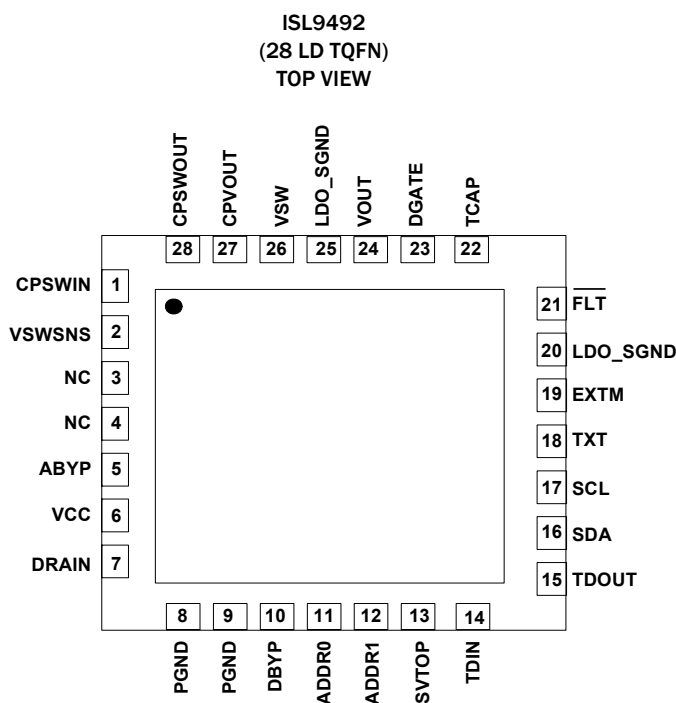 ISL9492
(28 LD TQFN)
TOP VIEW
CPSWOUT
CPVOUT
VSW
LDO_SGND
VOUT
DGATE
TCAP
28
27
26
25
24
23
22
CPSWIN 1
VSWSNS 2
NC 3
NC 4
ABYP 5
VCC 6
DRAIN 7
21 FLT
20 LDO_SGND
19 EXTM
18 TXT
17 SCL
16 SDA
15 TDOUT
8
9
10
11
12
13
14
PGND
PGND
DBYP
ADDR0
ADDR1
SVTOP
TDIN